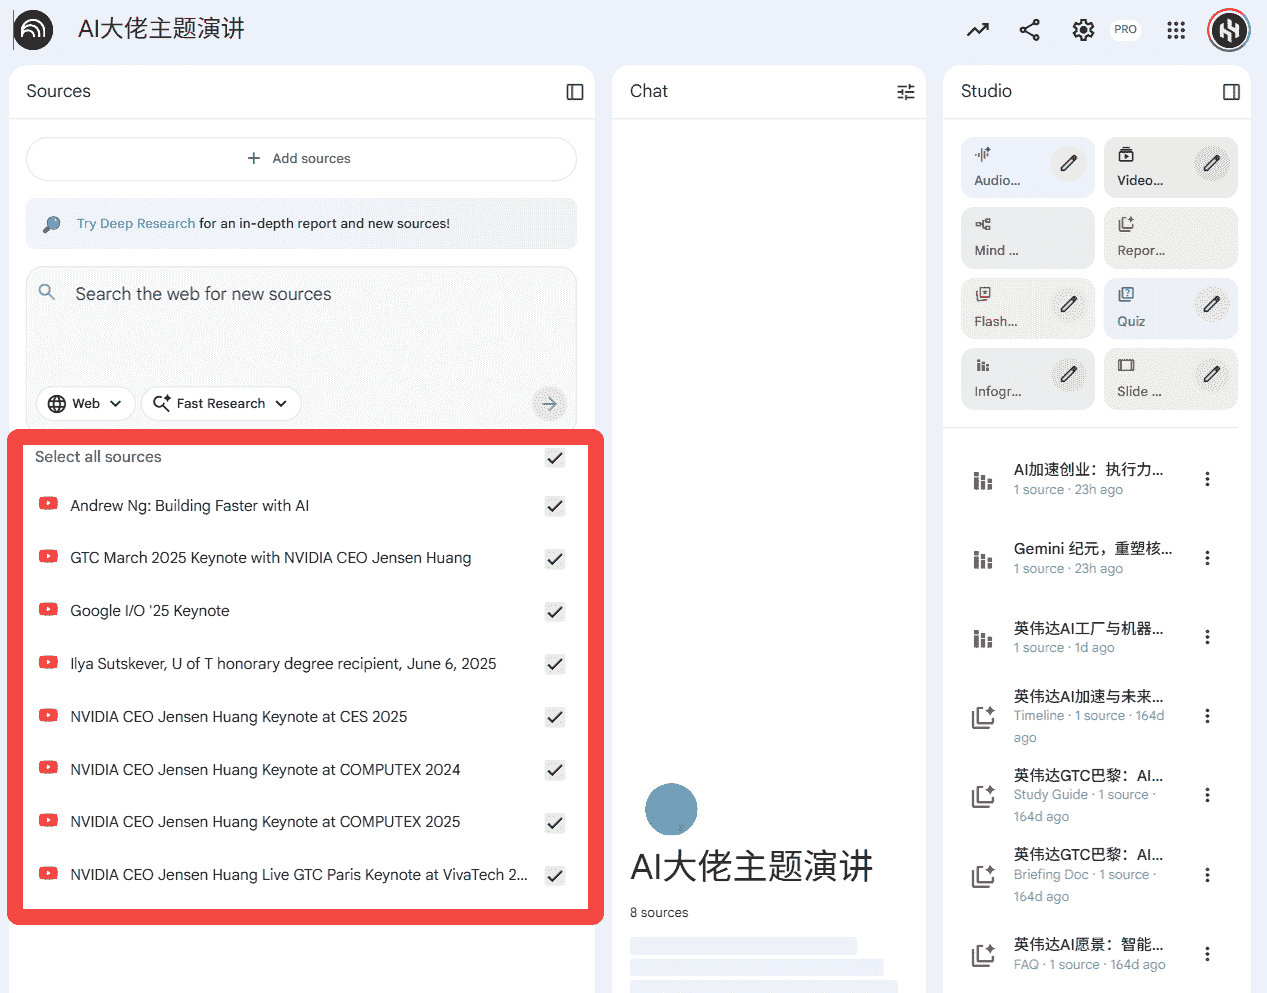 AI大佬主题演讲
PRO
Sources
Add sources
Try Deep Research for an in-depth report and new sources!
Search the web for new sources
Web
Fast Research
Select all sources
Andrew Ng: Building Faster with AI
GTC March 2025 Keynote with NVIDIA CEO Jensen Huang
Google I/O '25 Keynote
Ilya Sutskever, U of T honorary degree recipient, June 6, 2025
NVIDIA CEO Jensen Huang Keynote at CES 2025
NVIDIA CEO Jensen Huang Keynote at COMPUTEX 2024
NVIDIA CEO Jensen Huang Keynote at COMPUTEX 2025
NVIDIA CEO Jensen Huang Live GTC Paris Keynote at VivaTech 2...
Chat
AI大佬主题演讲
8 sources
Studio
Audio...
Video...
Mind ...
Repor...
Flash...
Quiz
Infogr...
Slide ...
AI加速创业：执行力...
1 source · 23h ago
Gemini 纪元，重塑核...
1 source · 23h ago
英伟达AI工厂与机器...
1 source · 1d ago
英伟达AI加速与未来...
Timeline · 1 source · 164d
ago
英伟达GTC巴黎：AI...
Study Guide · 1 source ·
164d ago
英伟达GTC巴黎：AI...
Briefing Doc · 1 source ·
164d ago
英伟达AI愿景：智能...
FAQ · 1 source · 164d ago